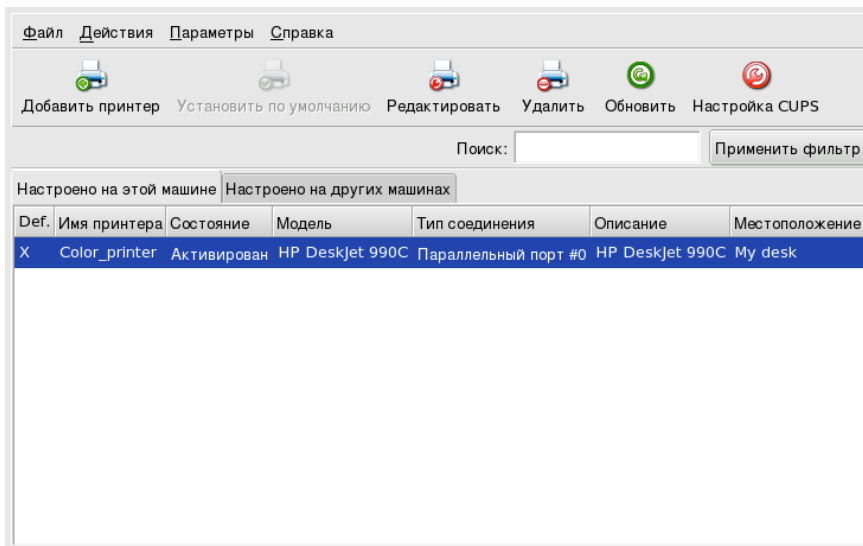 Файл Действия Параметры Справка
Добавить принтер Установить по умолчанию Редактировать Удалить Обновить Настройка CUPS
Поиск: Применить фильтр
Настроено на этой машине Настроено на других машинах
Def. Имя принтера Состояние Модель Тип соединения Описание Местоположение
X Color_printer Активирован HP DeskJet 990C Параллельный порт #0 HP DeskJet 990C My desk